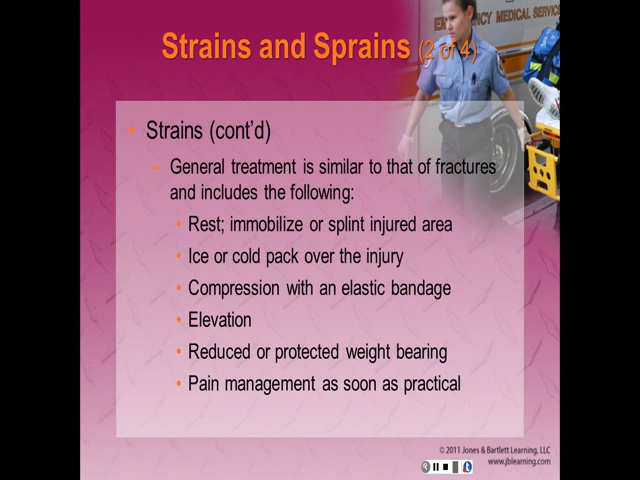 EMERGENCY MEDICAL SERVICE
Strains and Sprains (2 of 4)
• Strains (cont'd)
– General treatment is similar to that of fractures
and includes the following:
• Rest; immobilize or splint injured area
• Ice or cold pack over the injury
• Compression with an elastic bandage
• Elevation
• Reduced or protected weight bearing
• Pain management as soon as practical
© 2011 Jones & Bartlett Learning, LLC
www.jblearning.com